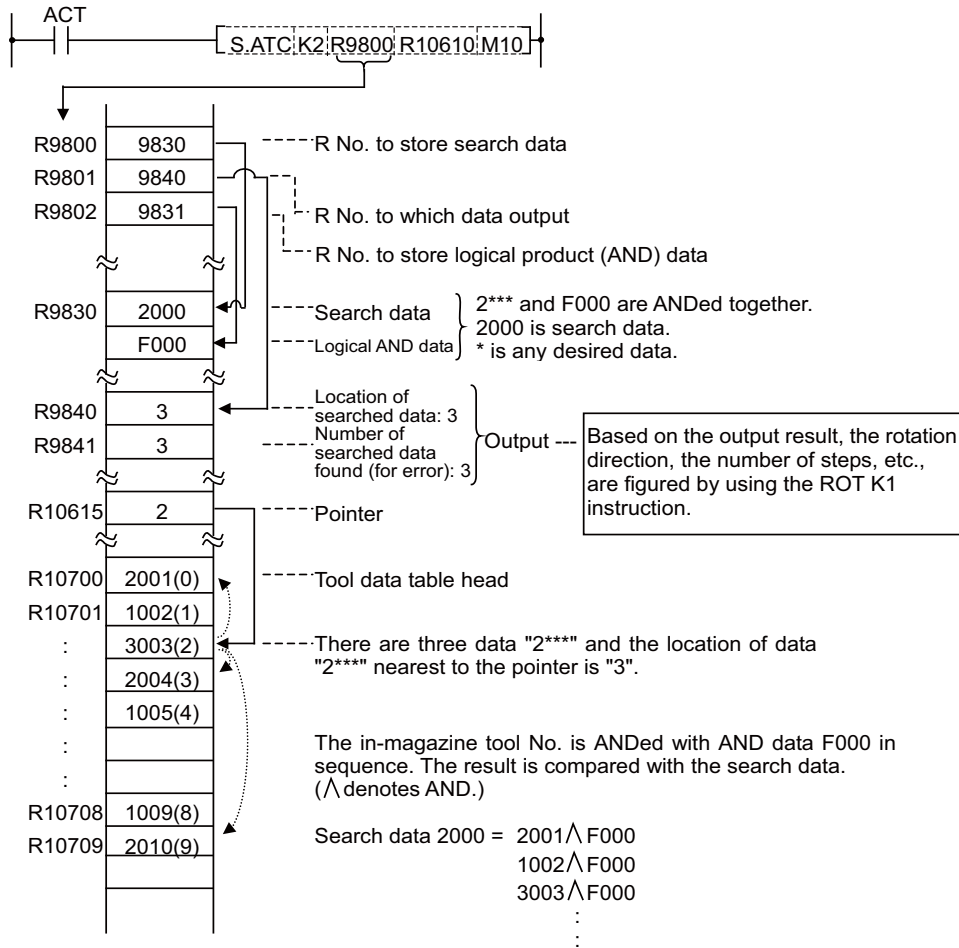 ACT
S.ATC K2 R9800 R10610 M10
R9800 9830 R No. to store search data
R9801 9840
R9802 9831 R No. to which data output
R No. to store logical product (AND) data
R9830 2000 Search data
F000 Logical AND data
2*** and F000 are ANDed together.
2000 is search data.
* is any desired data.
R9840 3 Location of
searched data: 3
R9841 3 Number of
searched data
found (for error): 3
Output --- Based on the output result, the rotation
direction, the number of steps, etc.,
are figured by using the ROT K1
instruction.
R10615 2 Pointer
R10700 2001(0) Tool data table head
R10701 1002(1)
: 3003(2) There are three data "2***" and the location of data
"2***" nearest to the pointer is "3".
: 2004(3)
: 1005(4)
:
:
The in-magazine tool No. is ANDed with AND data F000 in
sequence. The result is compared with the search data.
(⋀ denotes AND.)
R10708 1009(8)
R10709 2010(9)
Search data 2000 = 2001⋀F000
1002⋀F000
3003⋀F000
:
: